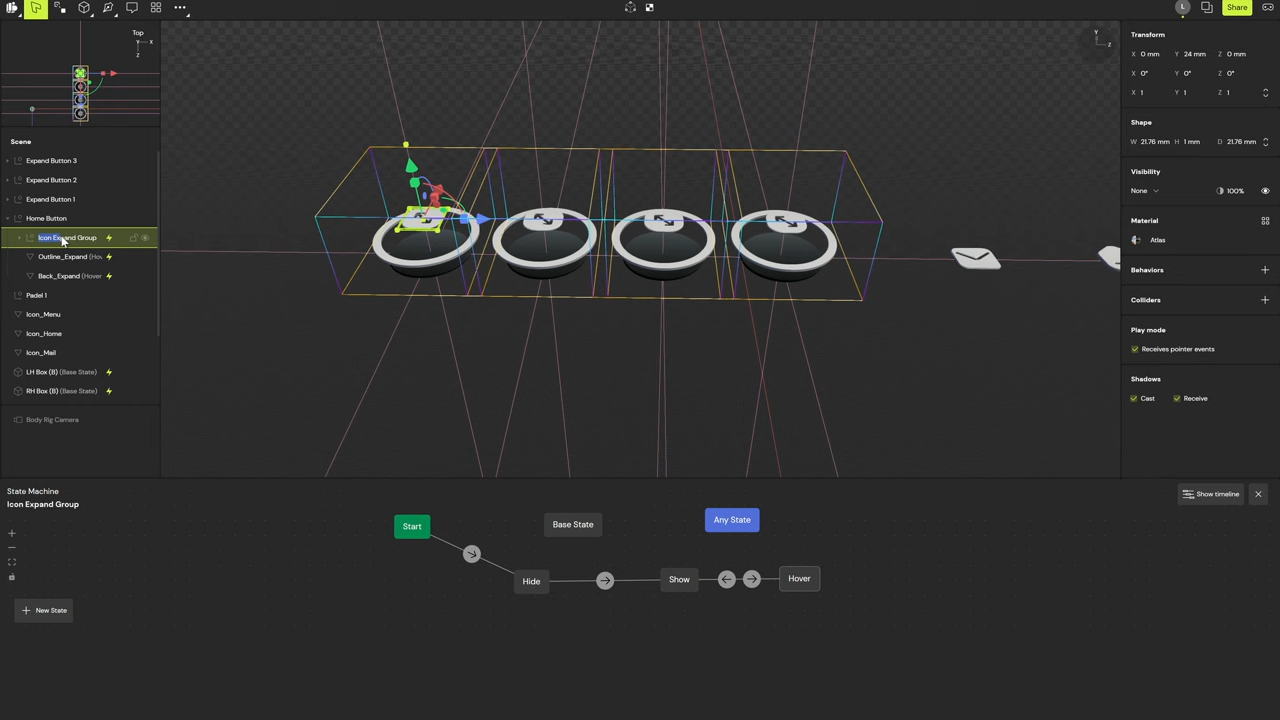 L
Share
Top
Y
X
Z
Y
Z
Scene
Expand Button 3
Expand Button 2
Expand Button 1
Home Button
Icon Expand Group
Outline_Expand (Hov
Back_Expand (Hover
Padel 1
Icon_Menu
Icon_Home
Icon_Mail
LH Box (B) (Base State)
RH Box (B) (Base State)
Body Rig Camera
Transform
X 0 mm Y 24 mm Z 0 mm
X 0° Y 0° Z 0°
X 1 Y 1 Z 1
Shape
W 21.76 mm H 1 mm D 21.76 mm
Visibility
None 100%
Material
Atlas
Behaviors
Colliders
Play mode
Receives pointer events
Shadows
Cast Receive
State Machine
Icon Expand Group
Show timeline
Start
Base State
Any State
Hide
Show
Hover
New State